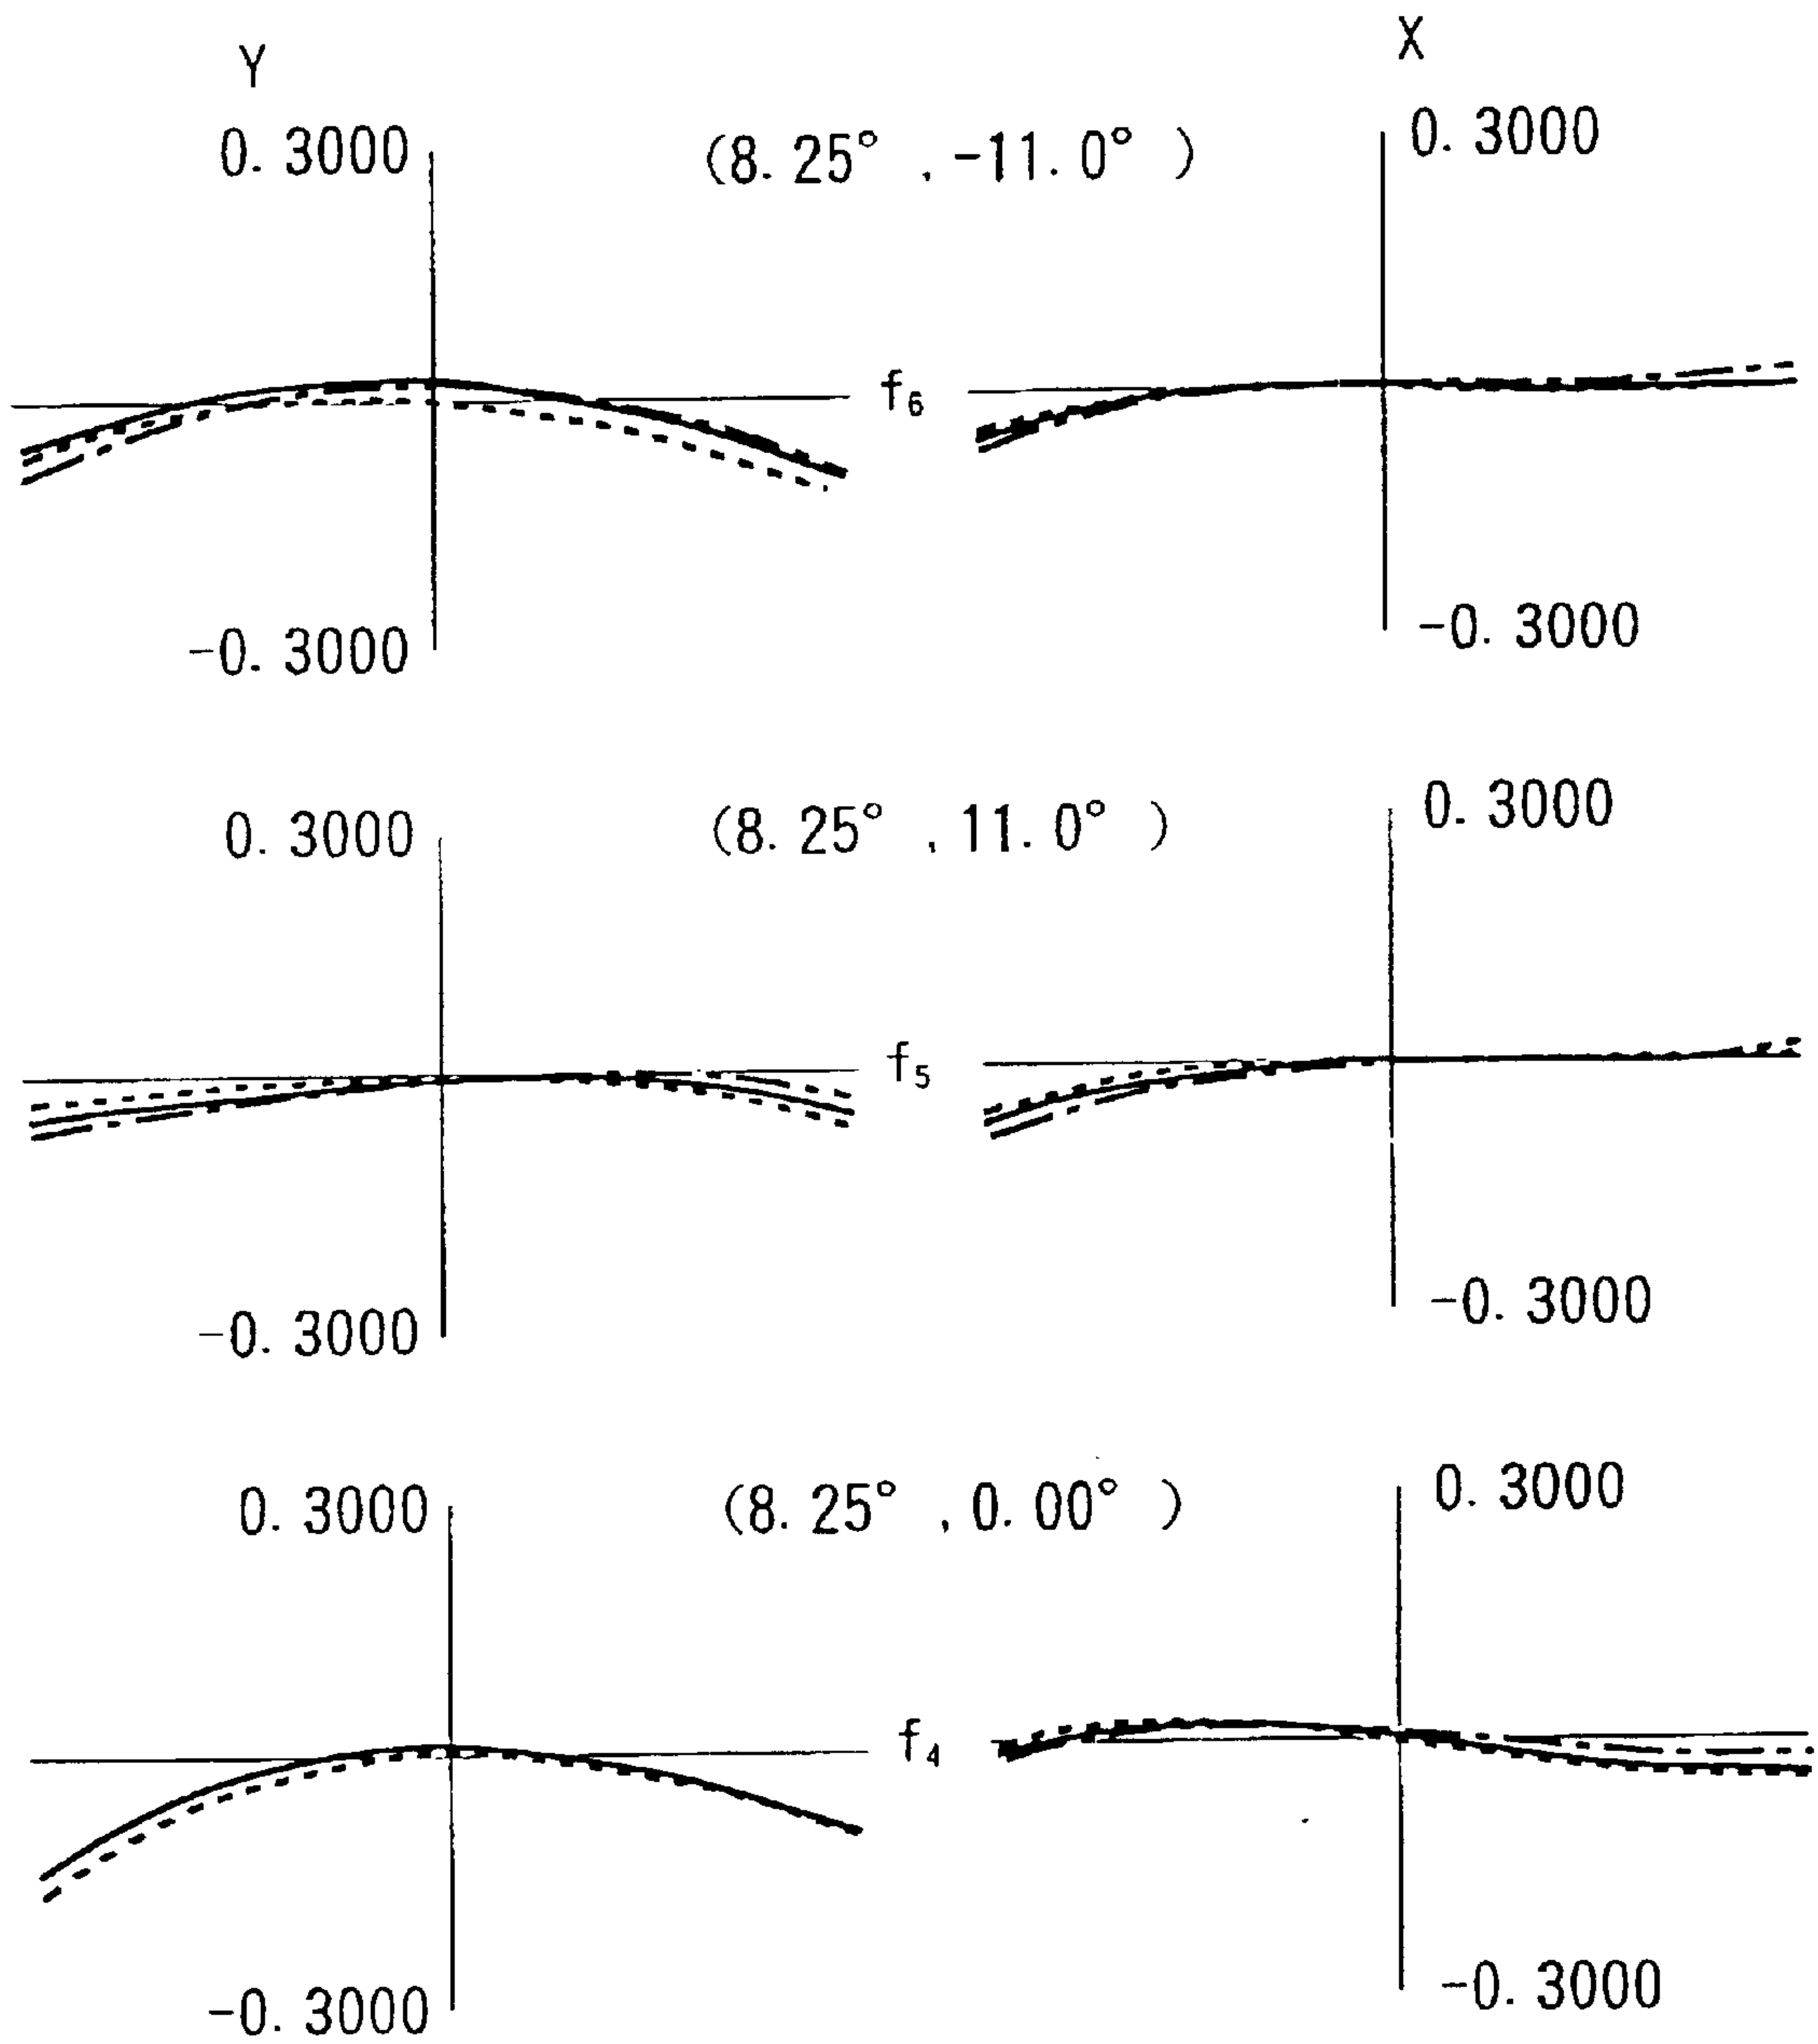 Y X
0. 3000 (8. 25° , -11. 0° ) 0. 3000
f6
-0. 3000 -0. 3000
0. 3000 (8. 25° , 11. 0° ) 0. 3000
f5
-0. 3000 -0. 3000
0. 3000 (8. 25° , 0. 00° ) 0. 3000
f4
-0. 3000 -0. 3000